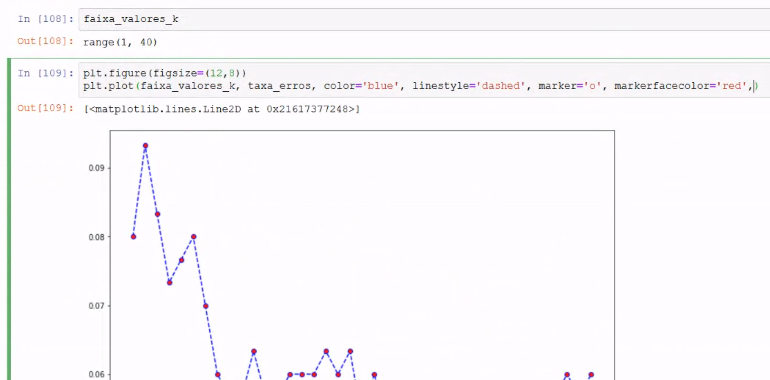 In [108]: faixa_valores_k
Out[108]: range(1, 40)
In [109]: plt.figure(figsize=(12,8))
plt.plot(faixa_valores_k, taxa_erros, color='blue', linestyle='dashed', marker='o', markerfacecolor='red',)
Out[109]: [<matplotlib.lines.Line2D at 0x21617377248>]
0.09
0.08
0.07
0.06